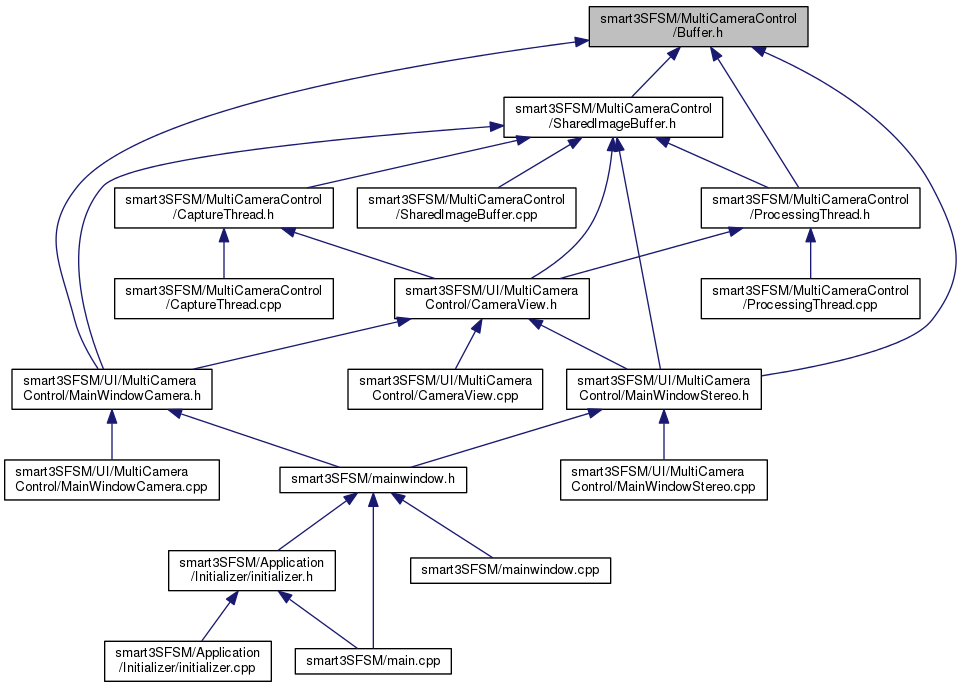 smart3SFSM/MultiCameraControl
/Buffer.h
smart3SFSM/MultiCameraControl
/SharedImageBuffer.h
smart3SFSM/MultiCameraControl
/CaptureThread.h
smart3SFSM/MultiCameraControl
/SharedImageBuffer.cpp
smart3SFSM/MultiCameraControl
/ProcessingThread.h
smart3SFSM/MultiCameraControl
/CaptureThread.cpp
smart3SFSM/UI/MultiCamera
Control/CameraView.h
smart3SFSM/MultiCameraControl
/ProcessingThread.cpp
smart3SFSM/UI/MultiCamera
Control/MainWindowCamera.h
smart3SFSM/UI/MultiCamera
Control/CameraView.cpp
smart3SFSM/UI/MultiCamera
Control/MainWindowStereo.h
smart3SFSM/UI/MultiCamera
Control/MainWindowCamera.cpp
smart3SFSM/mainwindow.h
smart3SFSM/UI/MultiCamera
Control/MainWindowStereo.cpp
smart3SFSM/Application
/Initializer/initializer.h
smart3SFSM/mainwindow.cpp
smart3SFSM/Application
/Initializer/initializer.cpp
smart3SFSM/main.cpp